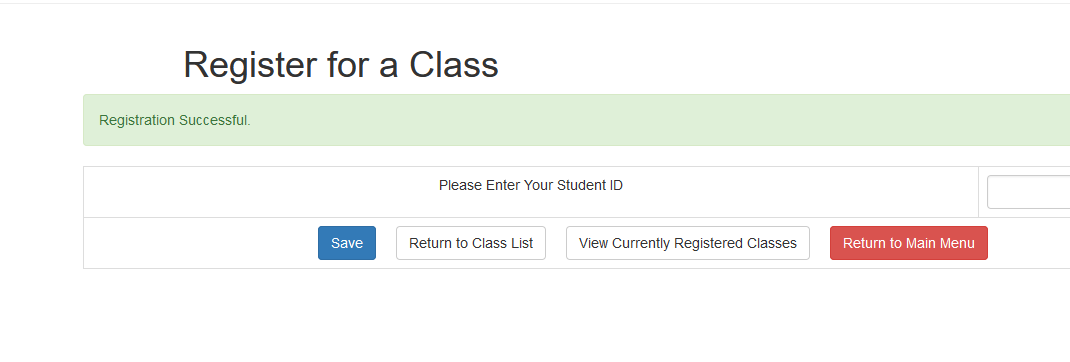 Register for a Class
Registration Successful.
Please Enter Your Student ID
Save Return to Class List View Currently Registered Classes Return to Main Menu